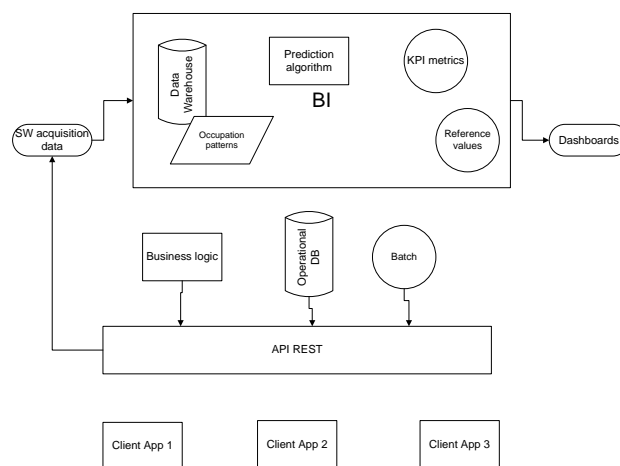 Prediction
algorithm
KPI metrics
Data
Warehouse
BI
SW acquisition
data
Occupation
patterns
Reference
values
Dashboards
Business logic
Operational
DB
Batch
API REST
Client App 1
Client App 2
Client App 3